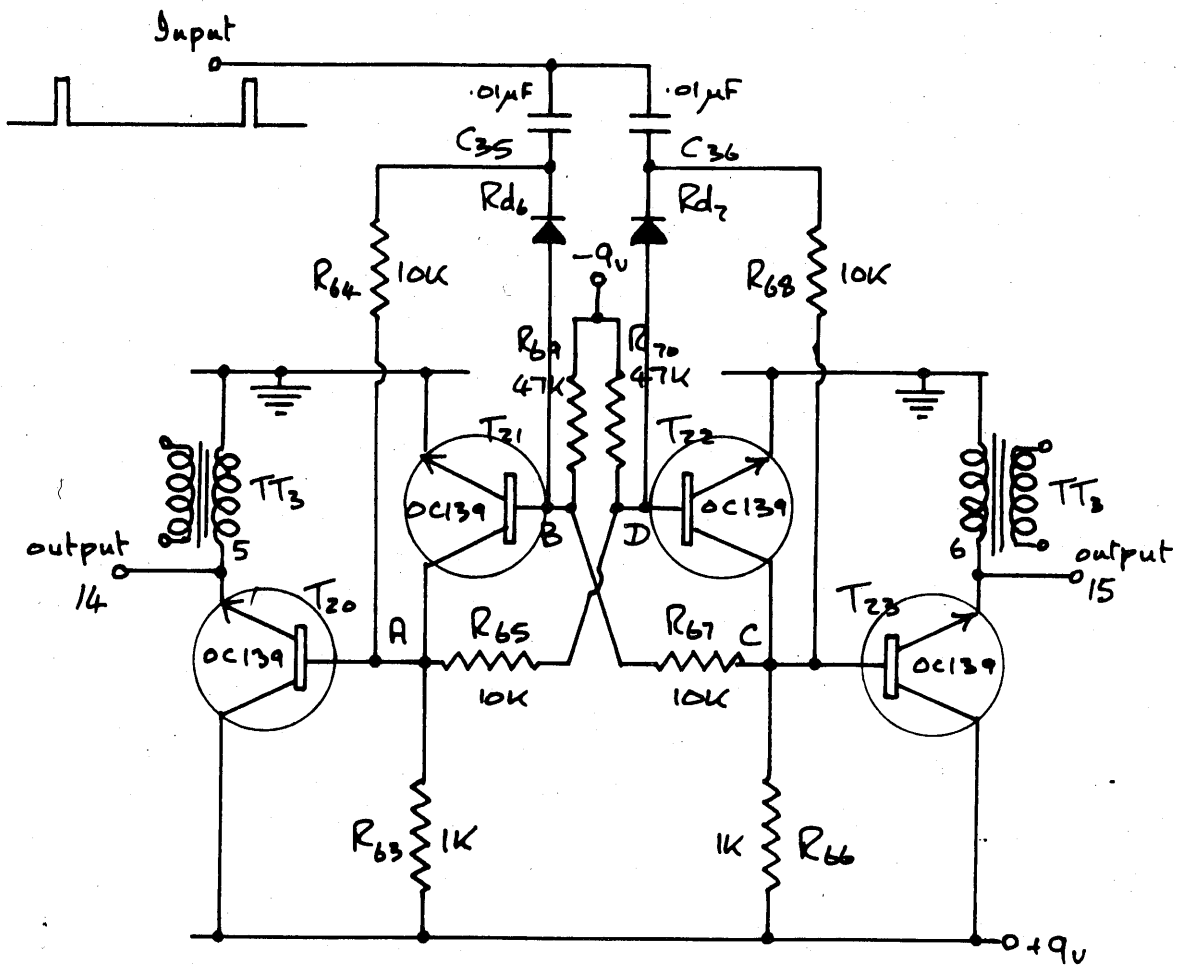 Input
.01µF
.01µF
C35
C36
Rd6
Rd7
-9v
R64
10K
R68
10K
R69
47K
R70
47K
T21
T22
TT3
OC139
OC139
TT3
B
D
5
6
output
14
output
15
T20
T23
A
R65
R67
C
OC139
OC139
10K
10K
R63
1K
1K
R66
+9v